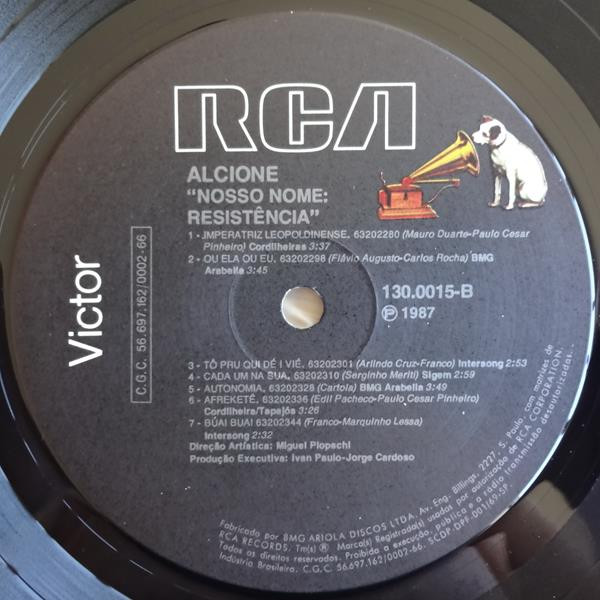 RCA
ALCIONE
"NOSSO NOME:
RESISTÊNCIA"
1 - IMPERATRIZ LEOPOLDINENSE, 63202280 (Mauro Duarte-Paulo Cesar
Pinheiro) Cordilheiras 3:37
2 - OU ELA OU EU, 63202298 (Flávio Augusto-Carlos Rocha) BMG
Arabella 3:45
Victor
C.G.C. 56.697.162/0002-66
130.0015-B
℗ 1987
3 - TÔ PRU QUI DÉ I VIÉ, 63202301 (Arlindo Cruz-Franco) Intersong 2:53
4 - CADA UM NA BUA, 63202310 (Serginho Meriti) Sigem 2:59
5 - AUTONOMIA, 63202328 (Cartola) BMG Arabella 3:49
6 - AFREKETÊ, 63202336 (Edil Pacheco-Paulo Cesar Pinheiro)
Cordilheira/Tapajós 3:26
7 - BÚAI BUAI 63202344 (Franco-Marquinho Lessa)
Intersong 2:32
Direção Artística: Miguel Plopschi
Produção Executiva: Ivan Paulo-Jorge Cardoso
Fabricado por BMG ARIOLA DISCOS LTDA. Av. Eng. Billings, 2227, S. Paulo, com matrizes de
RCA RECORDS. Tm(s) ® Marca(s) Registrada(s) usadas por autorização de RCA CORPORATION.
Todos os direitos reservados. Proibida a execução, pública e a rádio transmissão desautorizadas.
Indústria Brasileira. C.G.C. 56.697.162/0002-66. SCDP-DPF-001/69-SP.